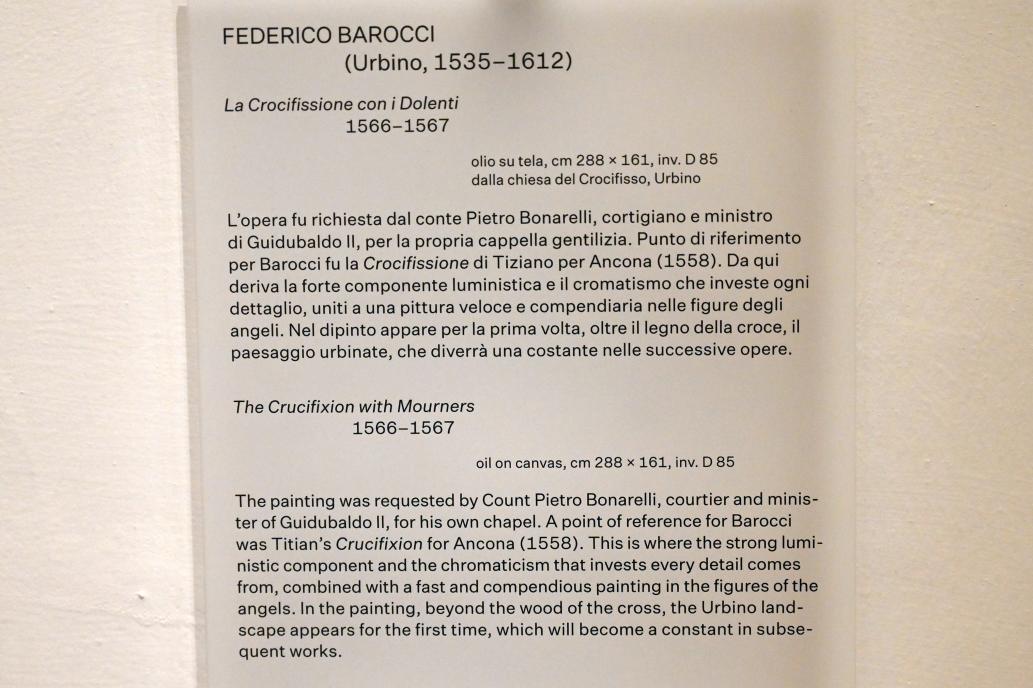 FEDERICO BAROCCI
(Urbino, 1535–1612)
La Crocifissione con i Dolenti
1566–1567
olio su tela, cm 288 × 161, inv. D 85
dalla chiesa del Crocifisso, Urbino
L'opera fu richiesta dal conte Pietro Bonarelli, cortigiano e ministro
di Guidubaldo II, per la propria cappella gentilizia. Punto di riferimento
per Barocci fu la Crocifissione di Tiziano per Ancona (1558). Da qui
deriva la forte componente luministica e il cromatismo che investe ogni
dettaglio, uniti a una pittura veloce e compendiaria nelle figure degli
angeli. Nel dipinto appare per la prima volta, oltre il legno della croce, il
paesaggio urbinate, che diverrà una costante nelle successive opere.
The Crucifixion with Mourners
1566–1567
oil on canvas, cm 288 × 161, inv. D 85
The painting was requested by Count Pietro Bonarelli, courtier and minis-
ter of Guidubaldo II, for his own chapel. A point of reference for Barocci
was Titian's Crucifixion for Ancona (1558). This is where the strong lumi-
nistic component and the chromaticism that invests every detail comes
from, combined with a fast and compendious painting in the figures of the
angels. In the painting, beyond the wood of the cross, the Urbino land-
scape appears for the first time, which will become a constant in subse-
quent works.